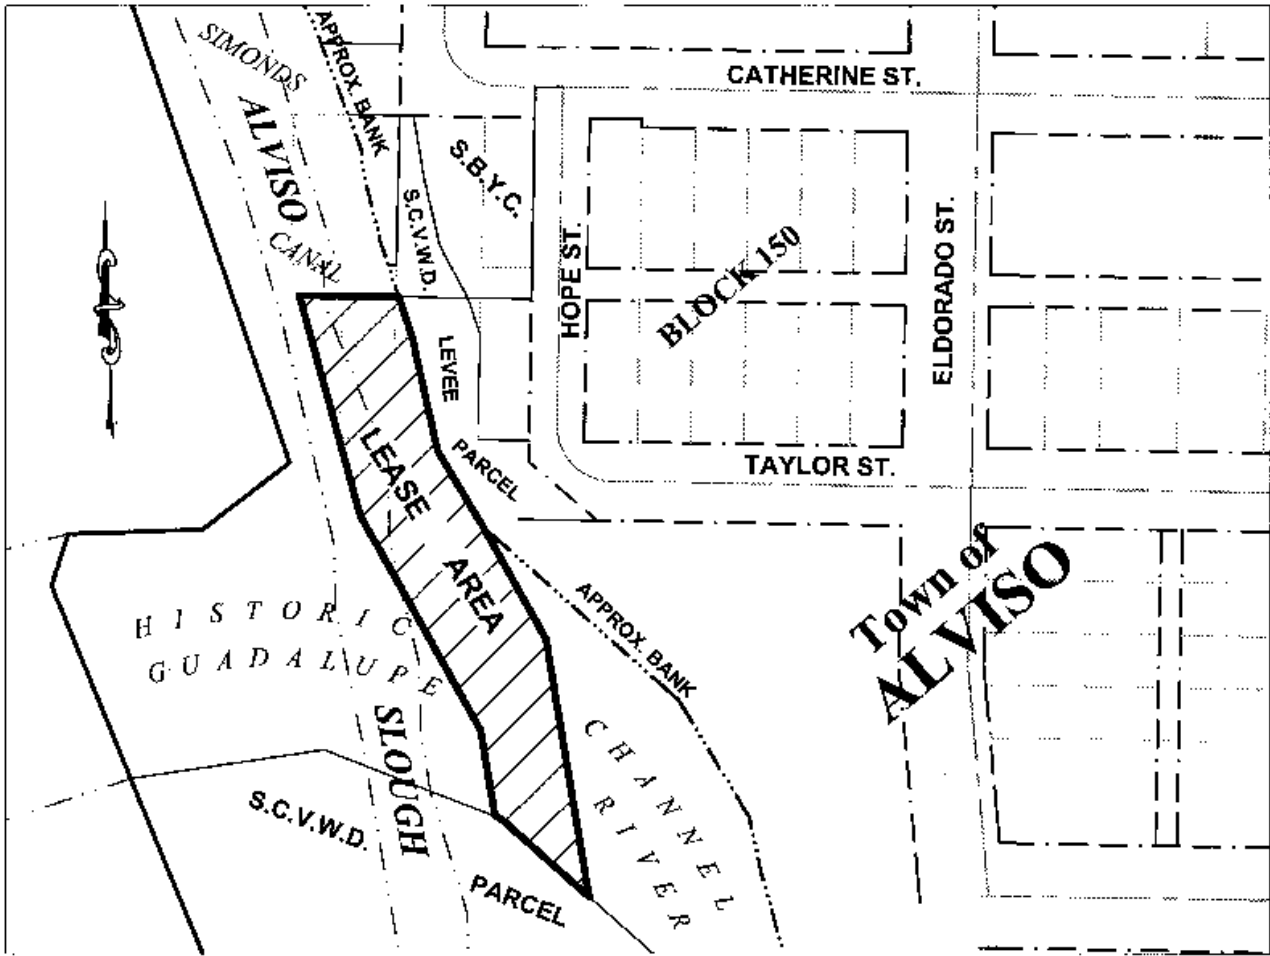 SIMONDS
CANAL
ALVISO
SLOUGH
APPROX. BANK
CATHERINE ST.
S.B.Y.C.
S.C.V.W.D.
HOPE ST.
BLOCK 150
ELDORADO ST.
LEVEE
PARCEL
TAYLOR ST.
LEASE
AREA
Town of
ALVISO
HISTORIC
GUADALUPE
CHANNEL
RIVER
APPROX. BANK
S.C.V.W.D.
PARCEL